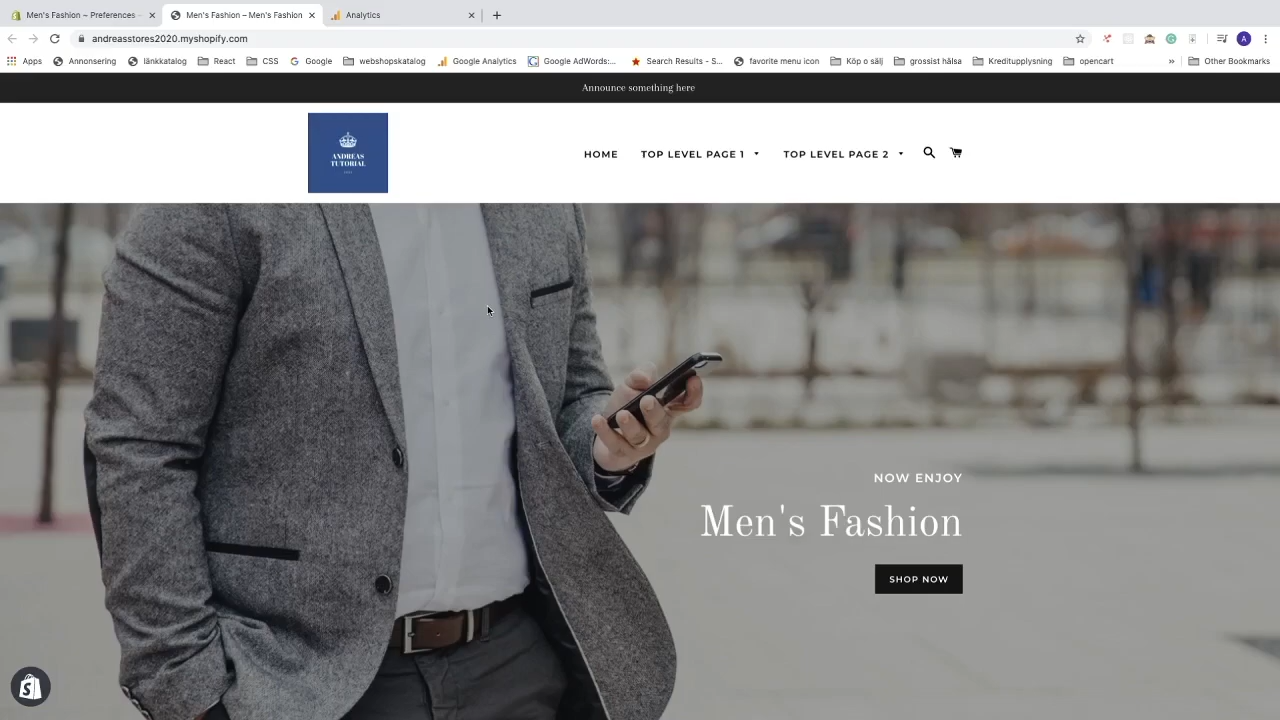 Men's Fashion ~ Preferences
Men's Fashion – Men's Fashion
Analytics
andreasstores2020.myshopify.com
A
Apps
Annonsering
länkkatalog
React
CSS
Google
webshopskatalog
Google Analytics
Google AdWords:...
Search Results - S...
favorite menu icon
Köp o sälj
grossist hälsa
Kreditupplysning
opencart
»
Other Bookmarks
Announce something here
ANDREAS
TUTORIAL
HOME
TOP LEVEL PAGE 1
TOP LEVEL PAGE 2
NOW ENJOY
Men's Fashion
SHOP NOW